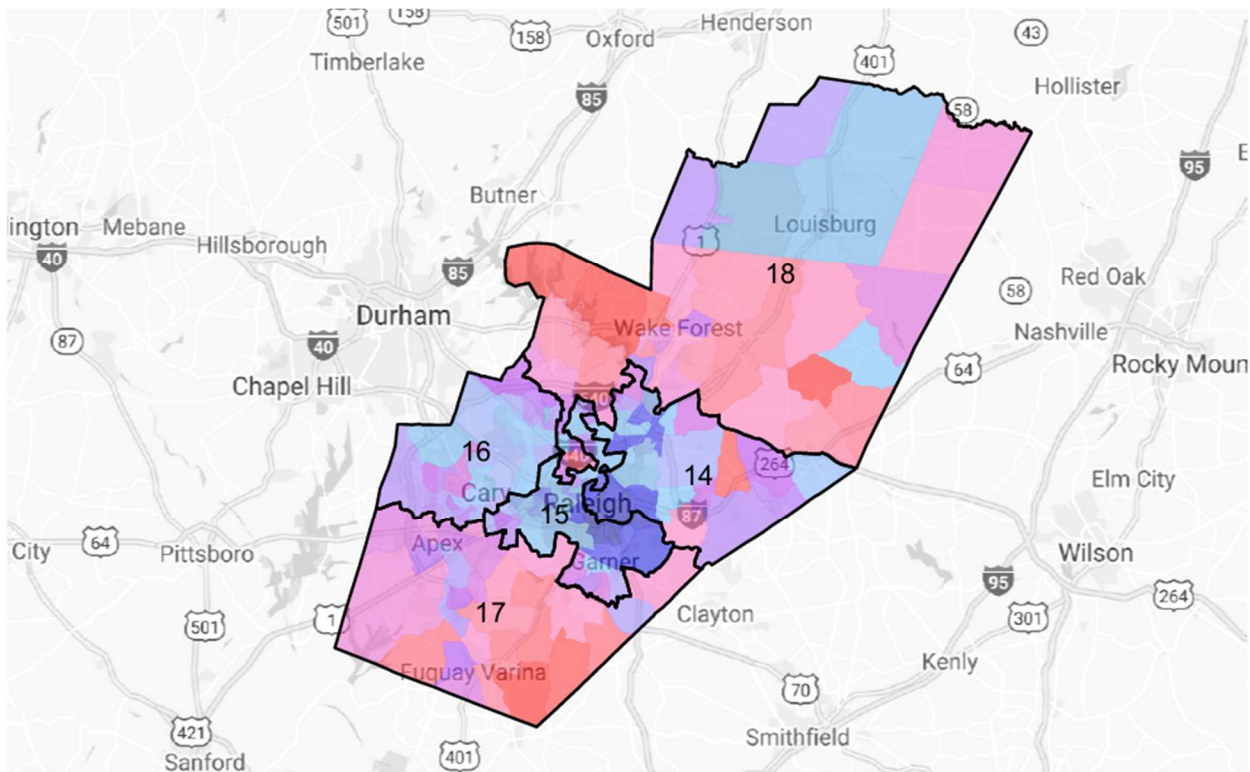 501
158
158
Oxford
Henderson
43
Timberlake
401
Hollister
85
58
95
E
Butner
ington
Mebane
Hillsborough
Louisburg
40
85
1
18
Red Oak
58
Durham
Wake Forest
Nashville
87
40
64
Rocky Moun
Chapel Hill
40
16
440
264
14
Elm City
Cary
Raleigh
15
87
City
64
Pittsboro
Apex
Garner
Wilson
95
264
17
Clayton
501
1
301
Fuquay Varina
Kenly
70
421
401
Smithfield
Sanford